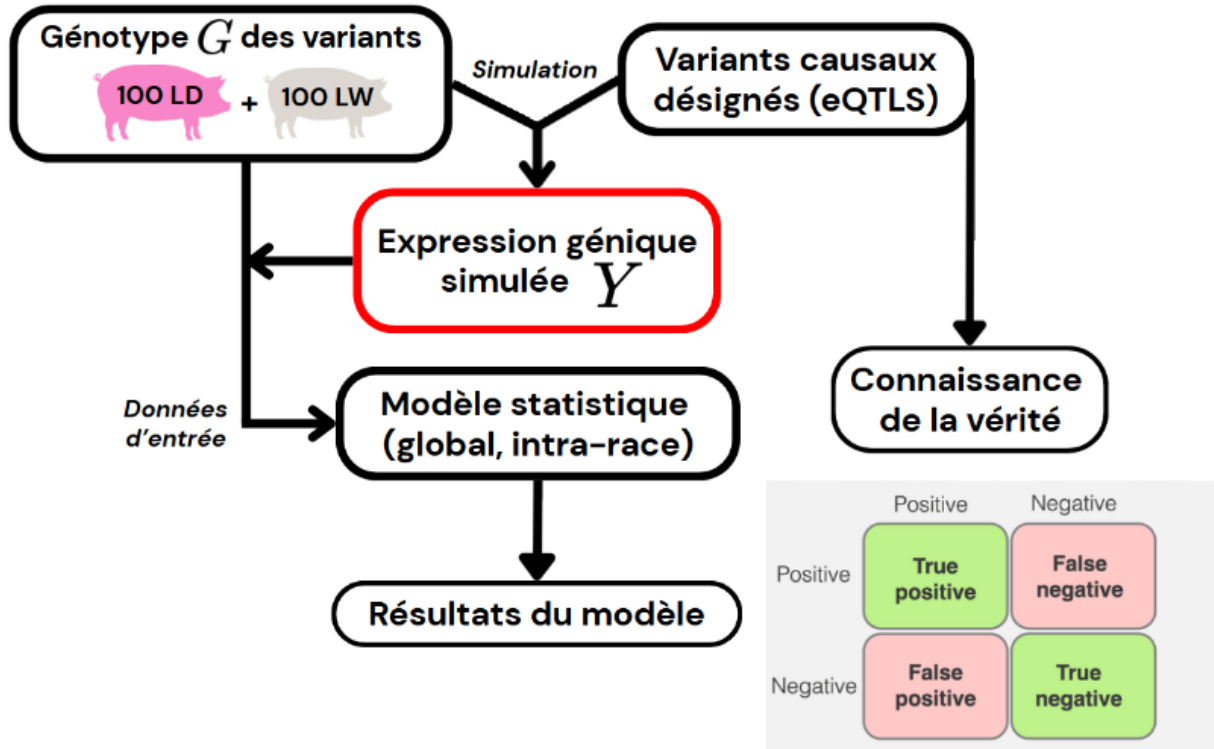 Génotype G des variants
100 LD + 100 LW
Simulation
Variants causaux
désignés (eQTLS)
Expression génique
simulée Y
Données
d'entrée
Modèle statistique
(global, intra-race)
Connaissance
de la vérité
Résultats du modèle
Positive Negative
Positive
True
positive
False
negative
Negative
False
positive
True
negative